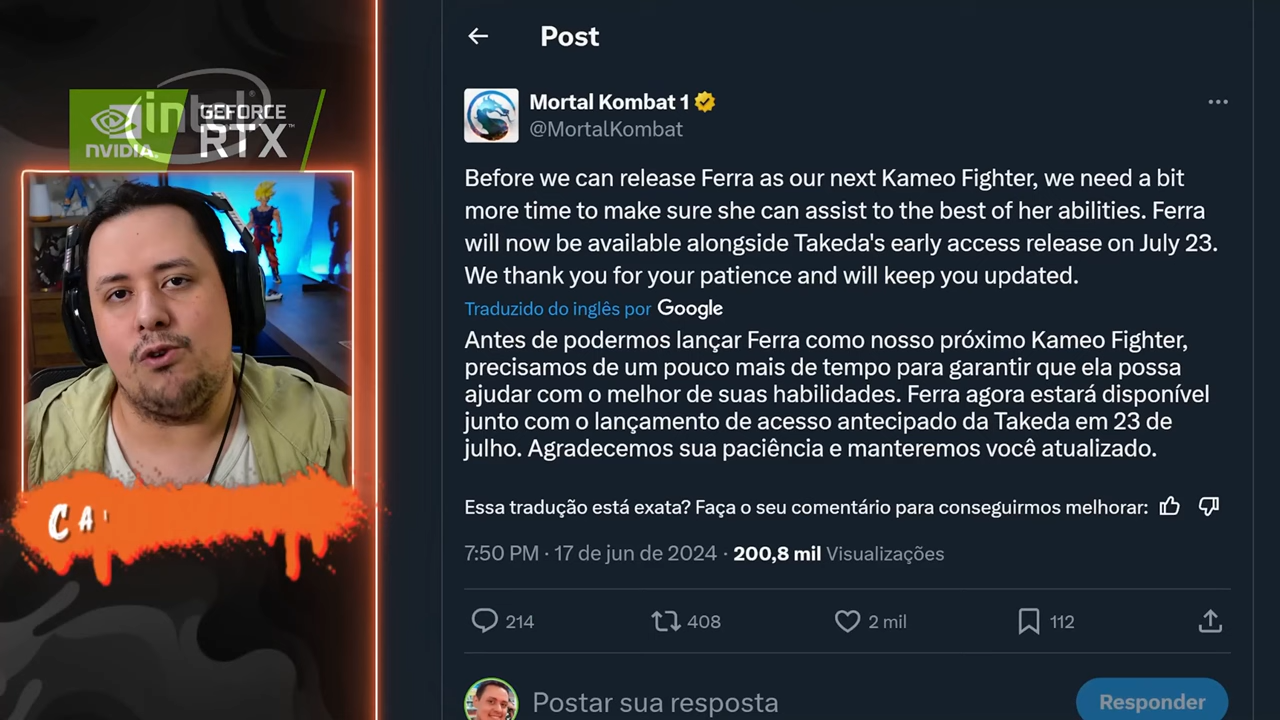 Post
Mortal Kombat 1
@MortalKombat
Before we can release Ferra as our next Kameo Fighter, we need a bit
more time to make sure she can assist to the best of her abilities. Ferra
will now be available alongside Takeda's early access release on July 23.
We thank you for your patience and will keep you updated.
Traduzido do inglês por Google
Antes de podermos lançar Ferra como nosso próximo Kameo Fighter,
precisamos de um pouco mais de tempo para garantir que ela possa
ajudar com o melhor de suas habilidades. Ferra agora estará disponível
junto com o lançamento de acesso antecipado da Takeda em 23 de
julho. Agradecemos sua paciência e manteremos você atualizado.
Essa tradução está exata? Faça o seu comentário para conseguirmos melhorar:
7:50 PM · 17 de jun de 2024 · 200,8 mil Visualizações
214 408 2 mil 112
Postar sua resposta
Responder
intel
NVIDIA.
GEFORCE
RTX™
CA